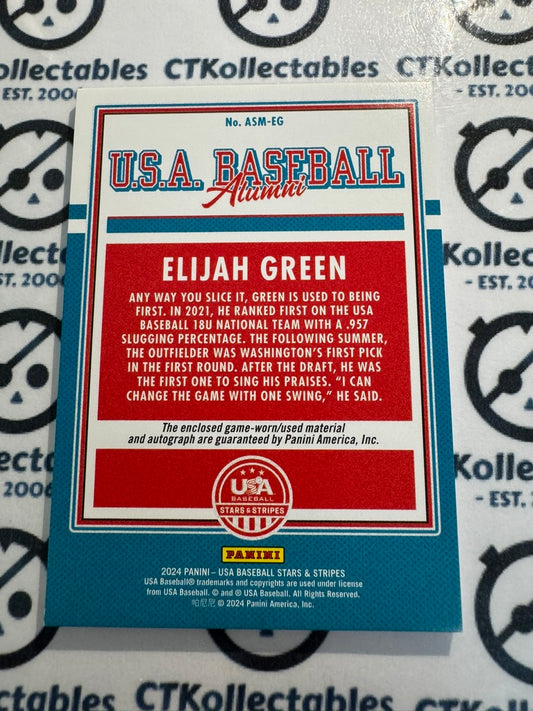 CTKollectables
- EST. 2006
No. ASM-EG
U.S.A. BASEBALL
Alumni
ELIJAH GREEN
ANY WAY YOU SLICE IT, GREEN IS USED TO BEING
FIRST. IN 2021, HE RANKED FIRST ON THE USA
BASEBALL 18U NATIONAL TEAM WITH A .957
SLUGGING PERCENTAGE. THE FOLLOWING SUMMER,
THE OUTFIELDER WAS WASHINGTON'S FIRST PICK
IN THE FIRST ROUND. AFTER THE DRAFT, HE WAS
THE FIRST ONE TO SING HIS PRAISES. "I CAN
CHANGE THE GAME WITH ONE SWING," HE SAID.
The enclosed game-worn/used material
and autograph are guaranteed by Panini America, Inc.
USA
BASEBALL
STARS & STRIPES
PANINI
2024 PANINI – USA BASEBALL STARS & STRIPES
USA Baseball® trademarks and copyrights are used under license
from USA Baseball. © and ® USA Baseball. All Rights Reserved.
帕尼尼 © 2024 Panini America, Inc.
Kollectables
- EST. 2006
CTKollectables